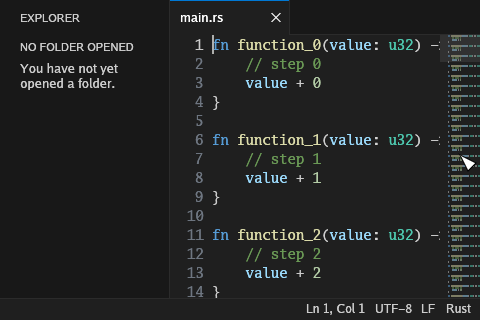 EXPLORER
NO FOLDER OPENED
You have not yet
opened a folder.
main.rs
1 fn function_0(value: u32) -
2 // step 0
3 value + 0
4 }
5
6 fn function_1(value: u32) -
7 // step 1
8 value + 1
9 }
10
11 fn function_2(value: u32) -
12 // step 2
13 value + 2
14 }
Ln 1, Col 1 UTF-8 LF Rust